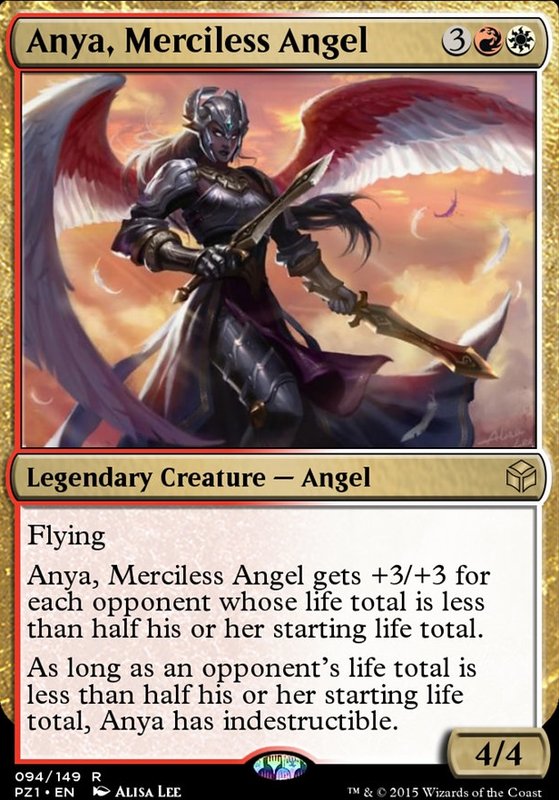 Anya, Merciless Angel 3
Legendary Creature — Angel
Flying
Anya, Merciless Angel gets +3/+3 for
each opponent whose life total is less
than half his or her starting life total.
As long as an opponent's life total is
less than half his or her starting life
total, Anya has indestructible.
4/4
094/149 R
PZ1 • EN Alisa Lee
™ & © 2015 Wizards of the Coast